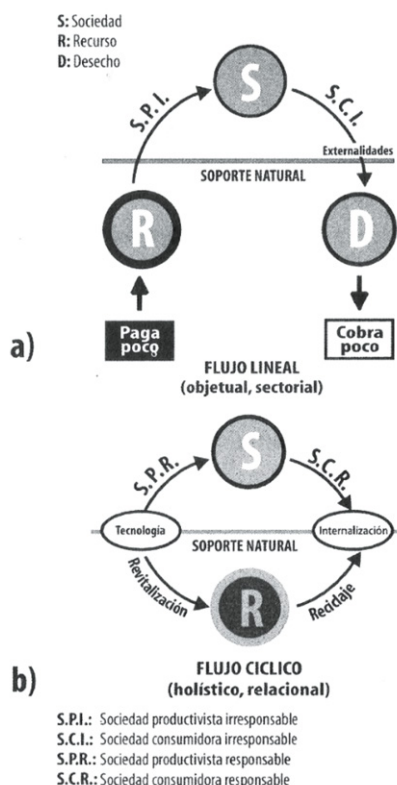 S: Sociedad
R: Recurso
D: Desecho
S
S.P.I.
S.C.I.
Externalidades
SOPORTE NATURAL
R
D
Paga
poco
Cobra
poco
a)
FLUJO LINEAL
(objetual, sectorial)
S
S.P.R.
S.C.R.
Tecnología
Internalización
SOPORTE NATURAL
Revitalización
R
Reciclaje
FLUJO CICLICO
b)
(holístico, relacional)
S.P.I.: Sociedad productivista irresponsable
S.C.I.: Sociedad consumidora irresponsable
S.P.R.: Sociedad productivista responsable
S.C.R.: Sociedad consumidora responsable